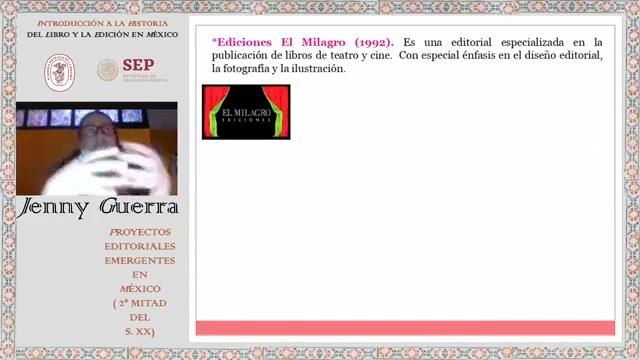 INTRODUCCIÓN A LA HISTORIA
DEL LIBRO Y LA EDICIÓN EN MÉXICO
SEP
SECRETARÍA DE
EDUCACIÓN PÚBLICA
Jenny Guerra
PROYECTOS
EDITORIALES
EMERGENTES
EN
MÉXICO
( 2ª MITAD
DEL
S. XX)
*Ediciones El Milagro (1992). Es una editorial especializada en la
publicación de libros de teatro y cine. Con especial énfasis en el diseño editorial,
la fotografía y la ilustración.
EL MILAGRO
EDICIONES